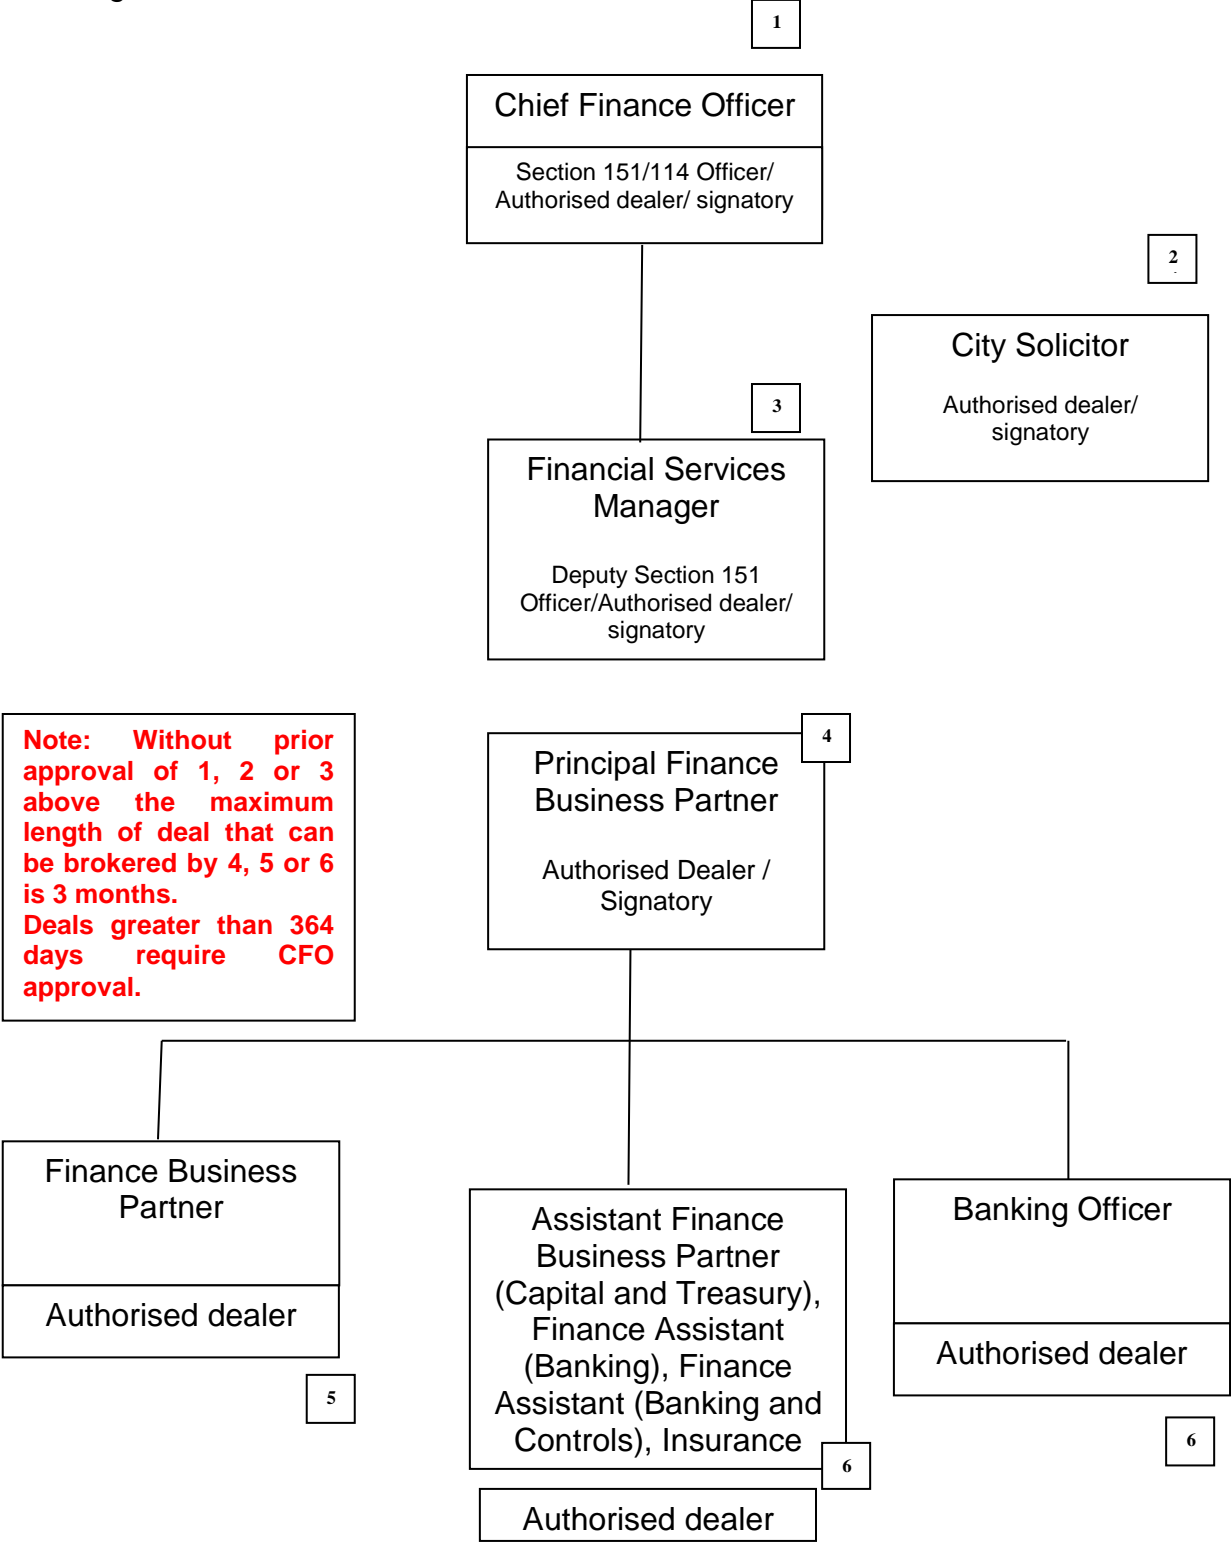 1
Chief Finance Officer
Section 151/114 Officer/
Authorised dealer/ signatory
2
City Solicitor
Authorised dealer/
signatory
3
Financial Services
Manager
Deputy Section 151
Officer/Authorised dealer/
signatory
Note: Without prior
approval of 1, 2 or 3
above the maximum
length of deal that can
be brokered by 4, 5 or 6
is 3 months.
Deals greater than 364
days require CFO
approval.
4
Principal Finance
Business Partner
Authorised Dealer /
Signatory
Finance Business
Partner
Authorised dealer
5
Assistant Finance
Business Partner
(Capital and Treasury),
Finance Assistant
(Banking), Finance
Assistant (Banking and
Controls), Insurance
6
Authorised dealer
Banking Officer
Authorised dealer
6